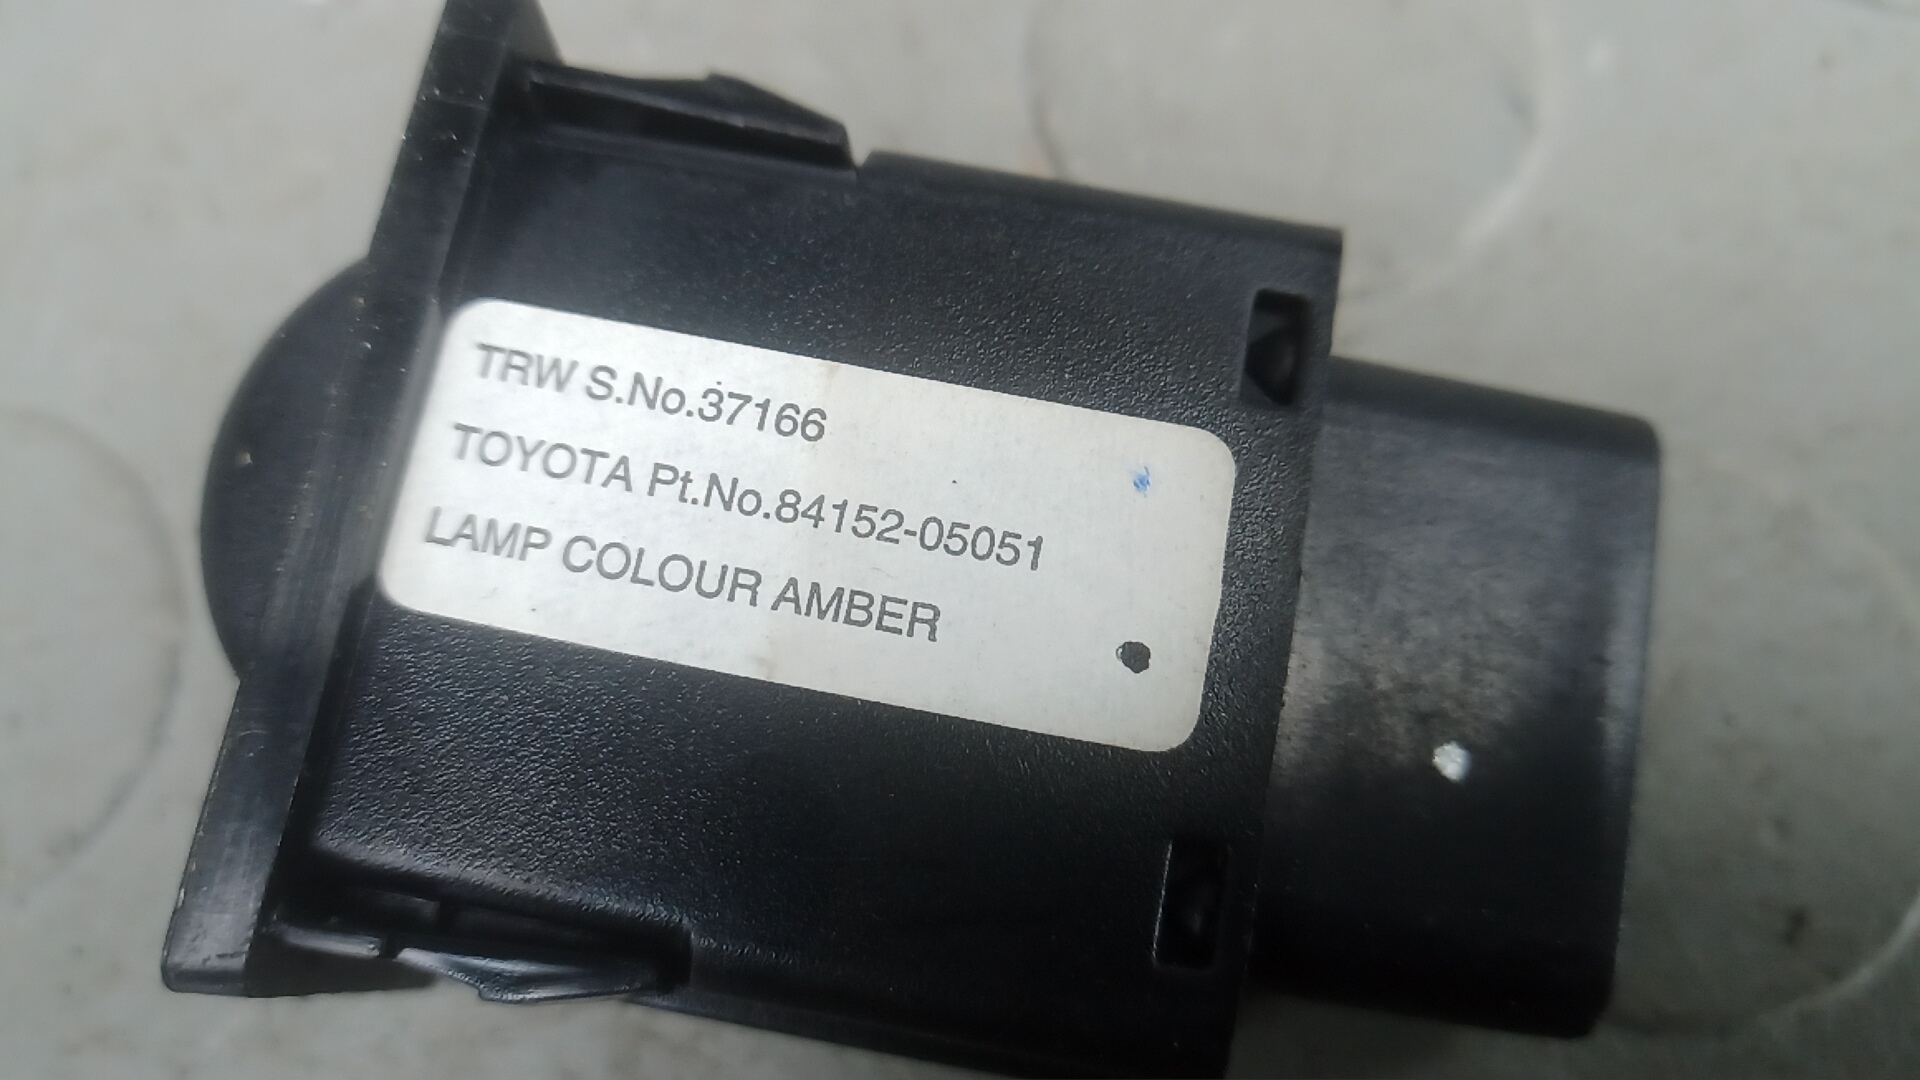 TRW S.No.37166
TOYOTA Pt.No.84152-05051
LAMP COLOUR AMBER